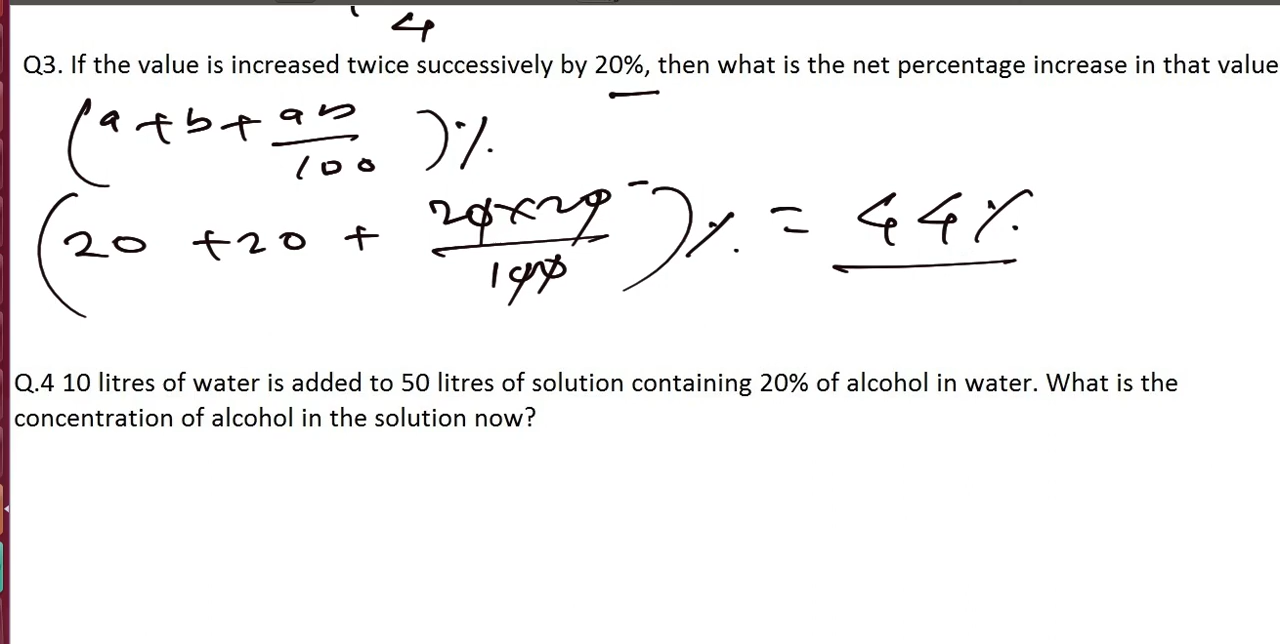 4
Q3. If the value is increased twice successively by 20%, then what is the net percentage increase in that value
(a+b+ab/100)%
(20 +20 + 20×20/100)% = 44%
Q.4 10 litres of water is added to 50 litres of solution containing 20% of alcohol in water. What is the
concentration of alcohol in the solution now?